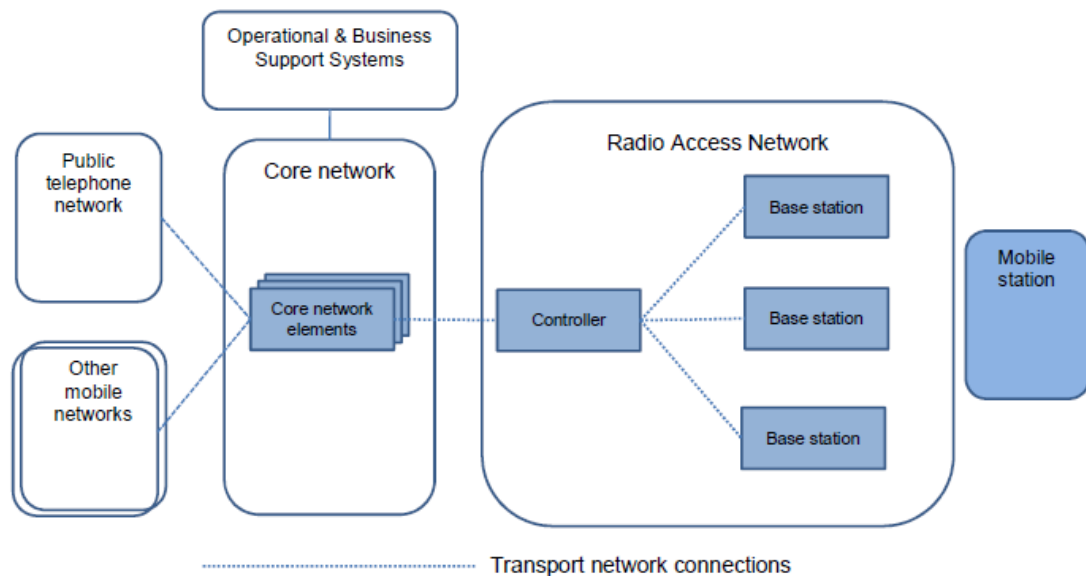 Operational & Business
Support Systems
Public
telephone
network
Core network
Radio Access Network
Base station
Mobile
station
Core network
elements
Controller
Base station
Other
mobile
networks
Base station
Transport network connections